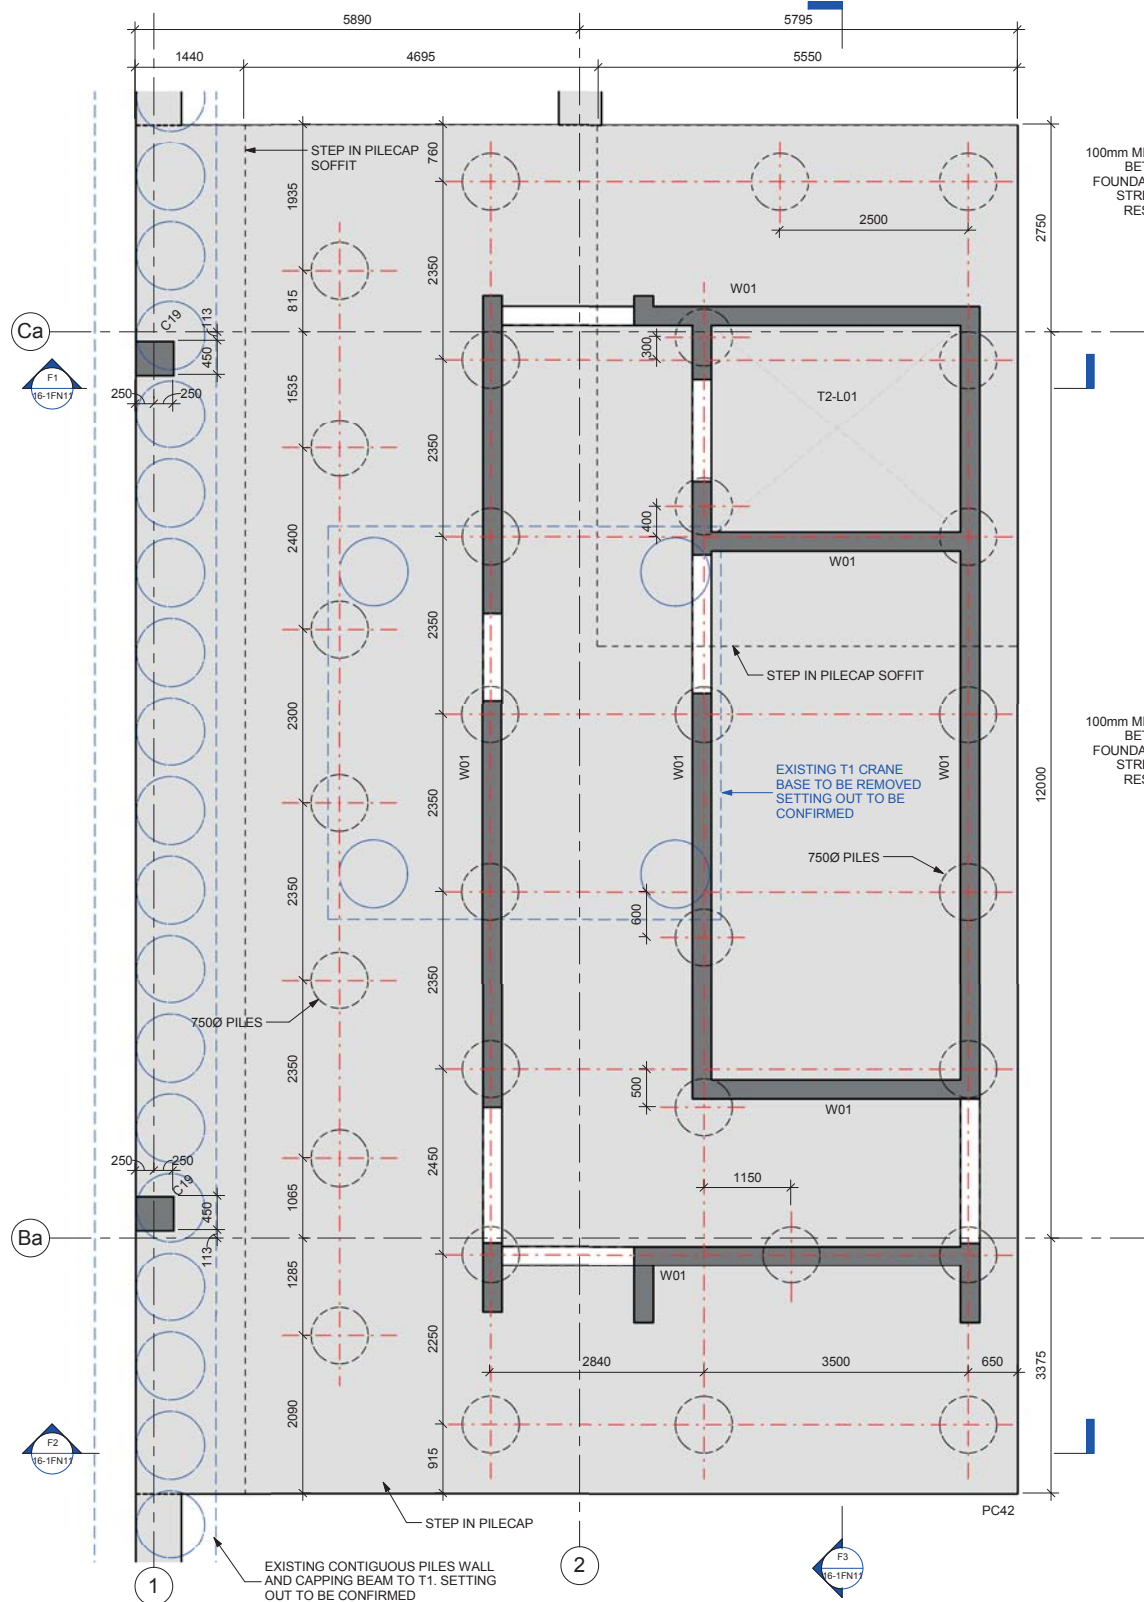 5890
5795
1440
4695
5550
STEP IN PILECAP
SOFFIT
760
1935
2350
2500
2750
100mm MI
BET
FOUNDA
STRU
RES
W01
Ca
C19
113
815
300
450
F1
16-1FN11
250
250
1535
2350
T2-L01
400
2400
W01
2350
STEP IN PILECAP SOFFIT
2300
W01
W01
W01
100mm MI
BET
FOUNDA
STRU
RES
EXISTING T1 CRANE
BASE TO BE REMOVED
SETTING OUT TO BE
CONFIRMED
12000
2350
750Ø PILES
2350
600
2350
750Ø PILES
2350
500
W01
250
250
C19
2450
1150
1065
450
Ba
113
1285
W01
2250
2840
3500
650
3375
2090
F2
16-1FN11
915
PC42
STEP IN PILECAP
EXISTING CONTIGUOUS PILES WALL
AND CAPPING BEAM TO T1. SETTING
OUT TO BE CONFIRMED
1
2
F3
16-1FN11